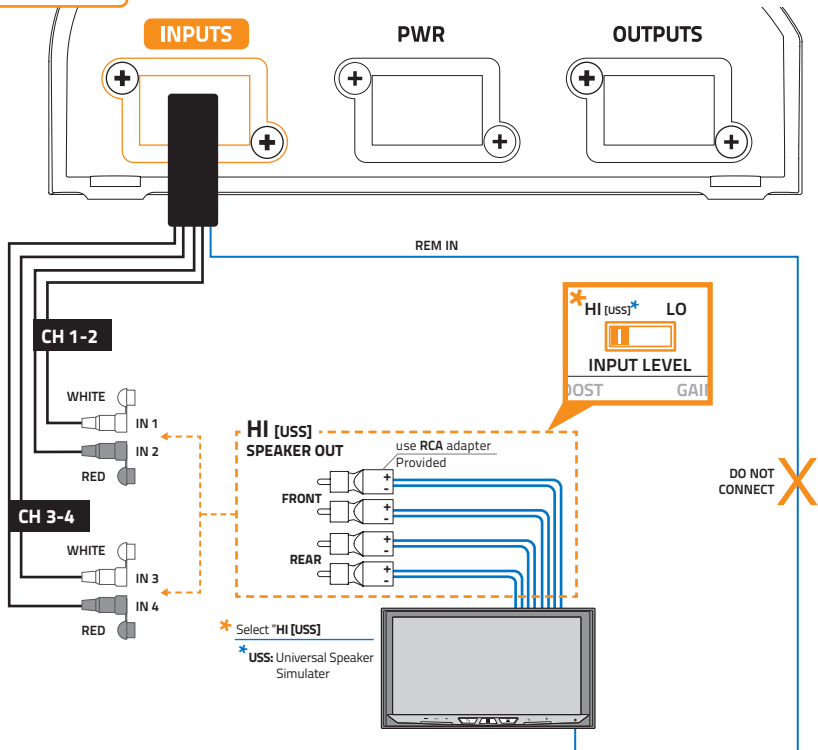 INPUTS
PWR
OUTPUTS
REM IN
*HI [USS]* LO
INPUT LEVEL
OOST GAI
CH 1-2
WHITE
IN 1
IN 2
RED
HI [USS]
SPEAKER OUT
use RCA adapter
Provided
+
-
FRONT
+
-
+
-
REAR
+
-
DO NOT
CONNECT
X
CH 3-4
WHITE
IN 3
IN 4
RED
* Select "HI [USS]
* USS: Universal Speaker
Simulater